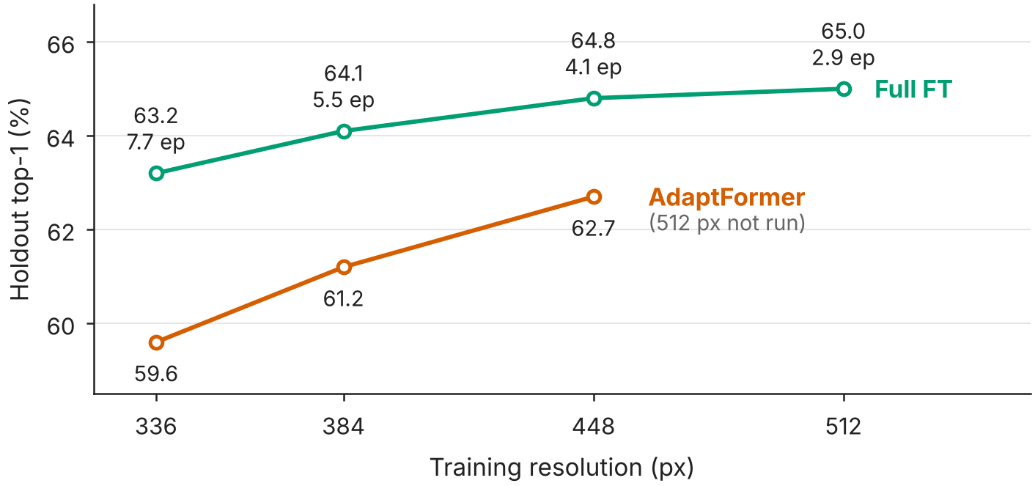 65.0
2.9 ep
64.8
4.1 ep
64.1
5.5 ep
63.2
7.7 ep
Full FT
AdaptFormer
(512 px not run)
62.7
61.2
59.6
66
64
62
60
Holdout top-1 (%)
336
384
448
512
Training resolution (px)